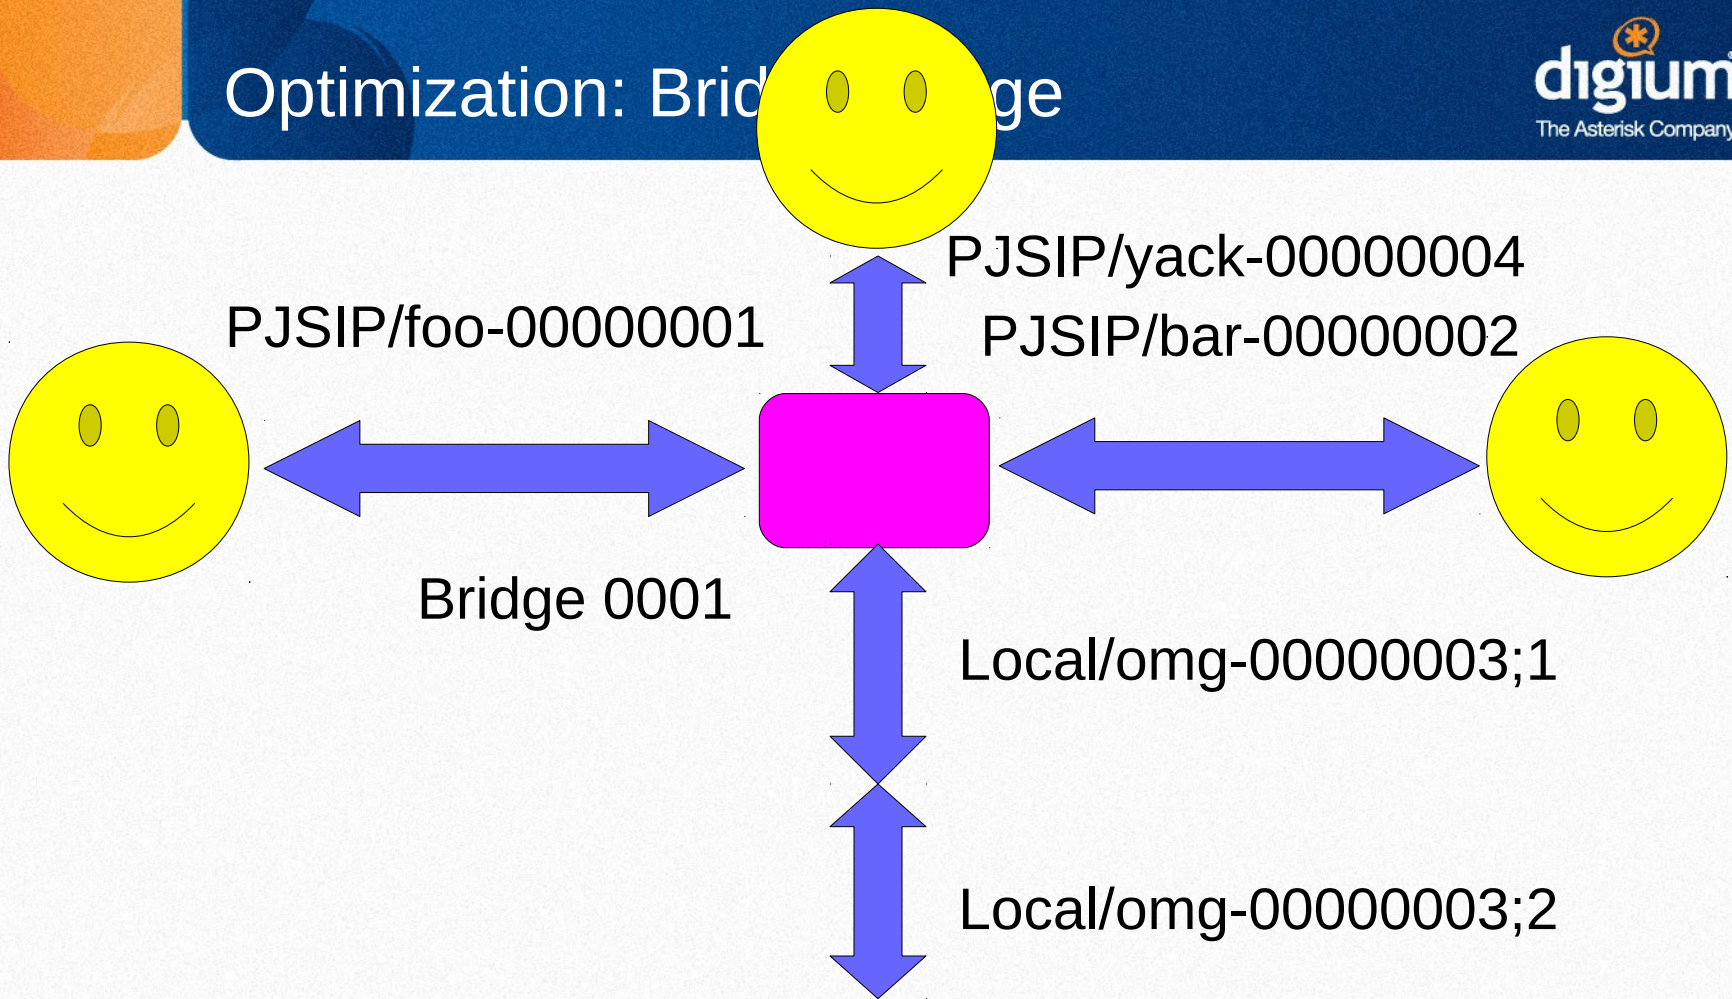 Optimization: Brid ge
digium
The Asterisk Company
PJSIP/yack-00000004
PJSIP/foo-00000001
PJSIP/bar-00000002
Bridge 0001
Local/omg-00000003;1
Local/omg-00000003;2